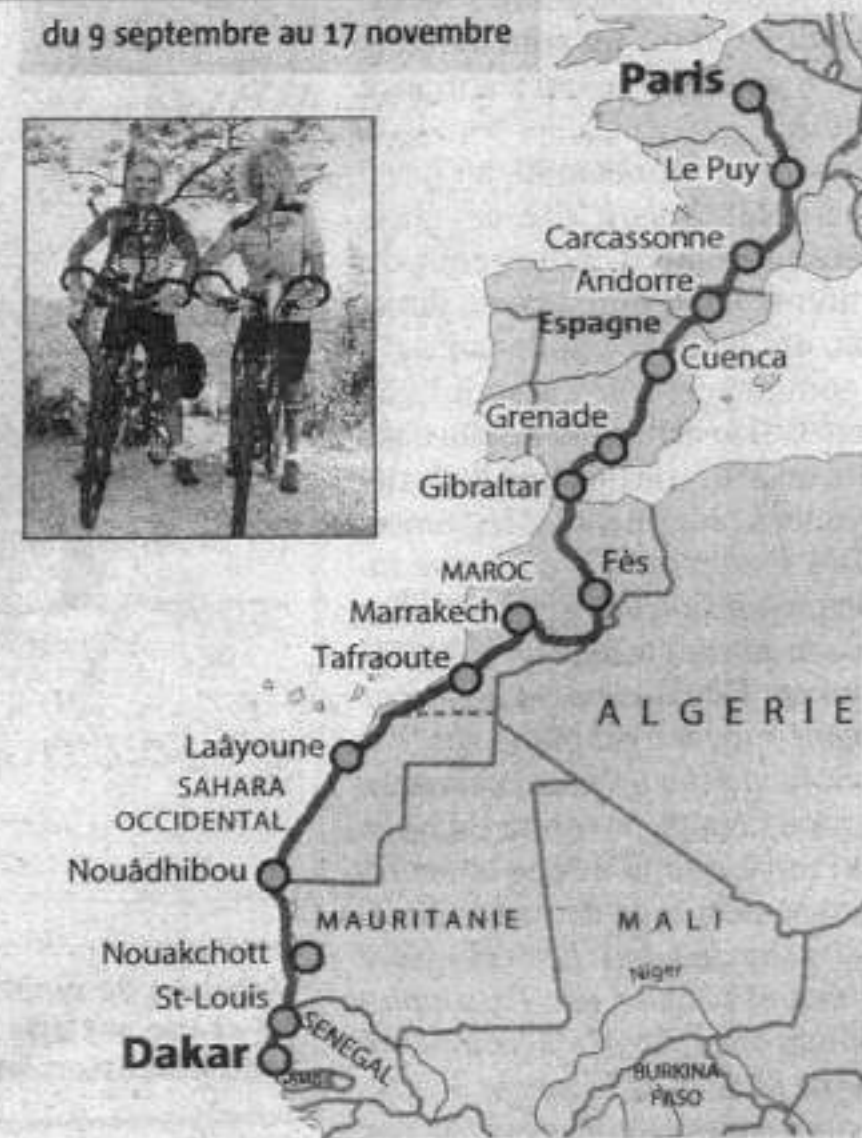 du 9 septembre au 17 novembre
Paris
Le Puy
Carcassonne
Andorre
Espagne
Cuenca
Grenade
Gibraltar
Fès
MAROC
Marrakech
Tafraoute
ALGERIE
Laâyoune
SAHARA
OCCIDENTAL
Nouâdhibou
MAURITANIE
MALI
Nouakchott
Niger
St-Louis
SENEGAL
Dakar
BURKINA
FASO